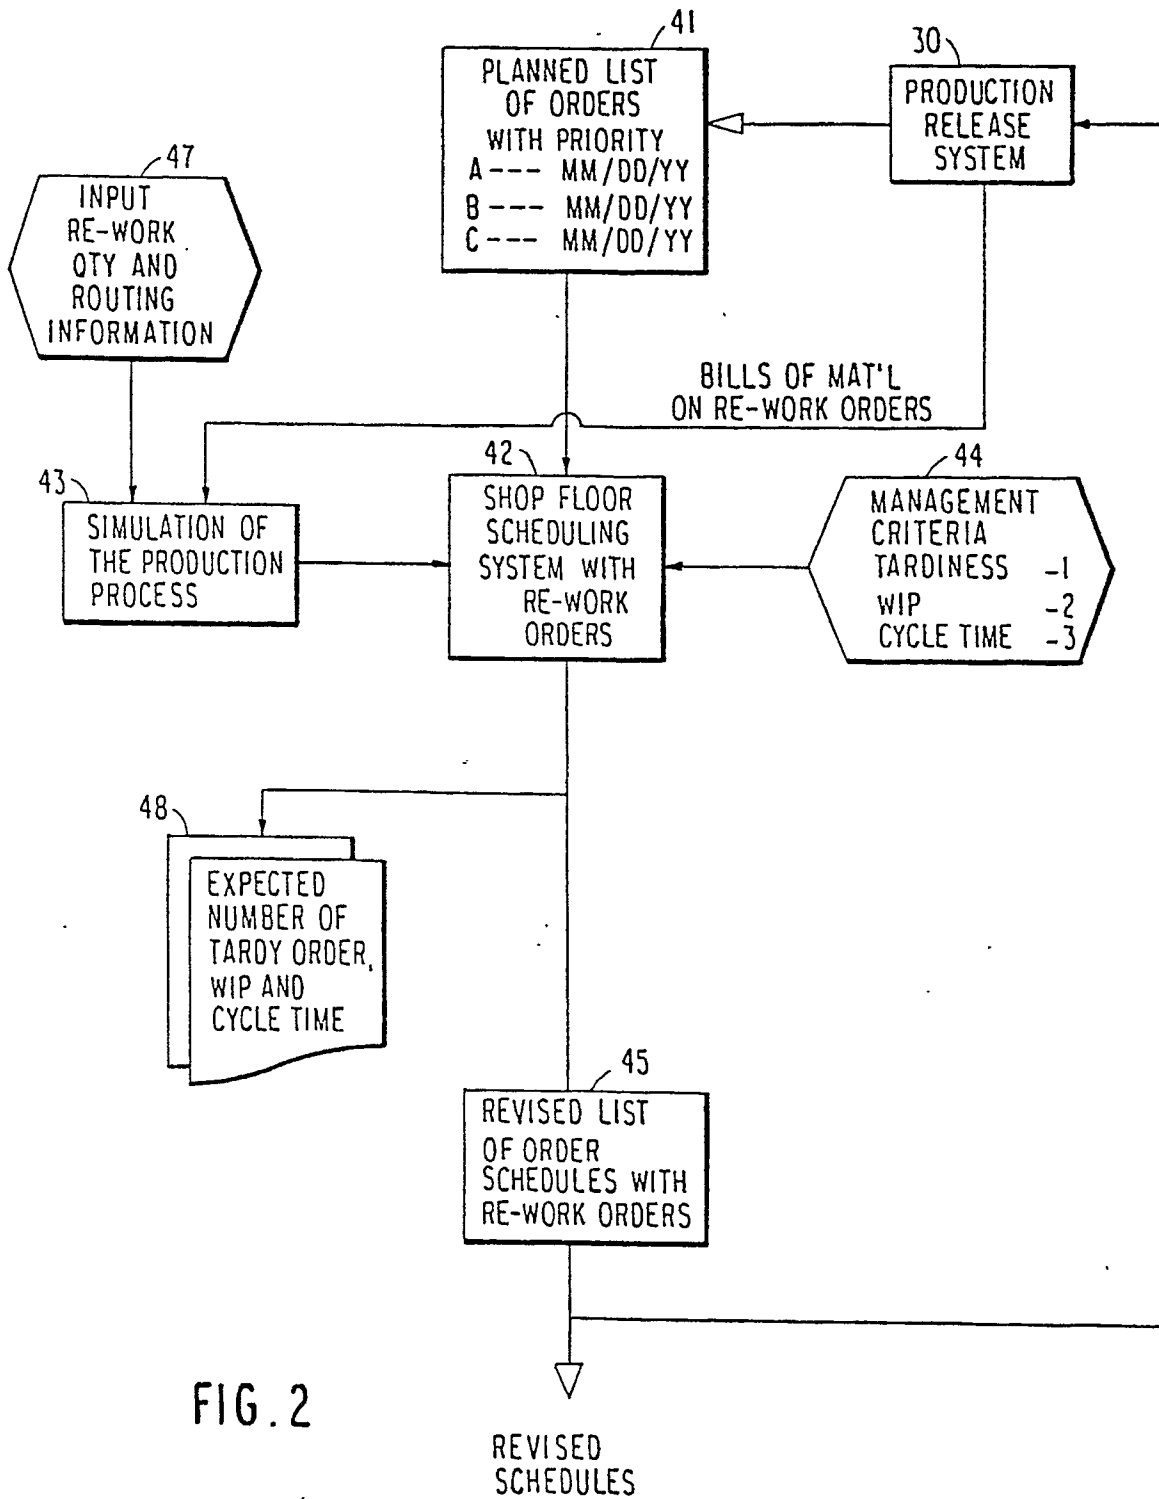 41
PLANNED LIST
OF ORDERS
WITH PRIORITY
A --- MM/DD/YY
B --- MM/DD/YY
C --- MM/DD/YY
30
PRODUCTION
RELEASE
SYSTEM
47
INPUT
RE-WORK
QTY AND
ROUTING
INFORMATION
BILLS OF MAT'L
ON RE-WORK ORDERS
43
SIMULATION OF
THE PRODUCTION
PROCESS
42
SHOP FLOOR
SCHEDULING
SYSTEM WITH
RE-WORK
ORDERS
44
MANAGEMENT
CRITERIA
TARDINESS -1
WIP -2
CYCLE TIME -3
48
EXPECTED
NUMBER OF
TARDY ORDER,
WIP AND
CYCLE TIME
45
REVISED LIST
OF ORDER
SCHEDULES WITH
RE-WORK ORDERS
FIG. 2
REVISED
SCHEDULES